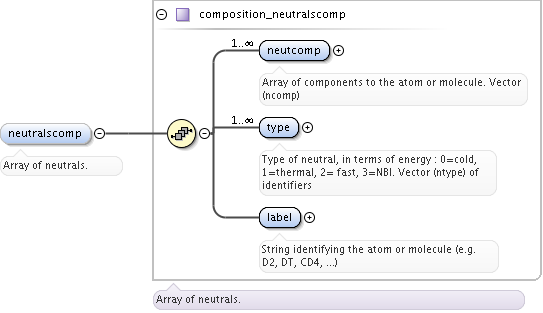 composition_neutralscomp
1..∞
neutcomp
Array of components to the atom or molecule. Vector
(ncomp)
1..∞
type
Type of neutral, in terms of energy : 0=cold,
1=thermal, 2= fast, 3=NBI. Vector (ntype) of
identifiers
neutralscomp
Array of neutrals.
label
String identifying the atom or molecule (e.g.
D2, DT, CD4, ...)
Array of neutrals.